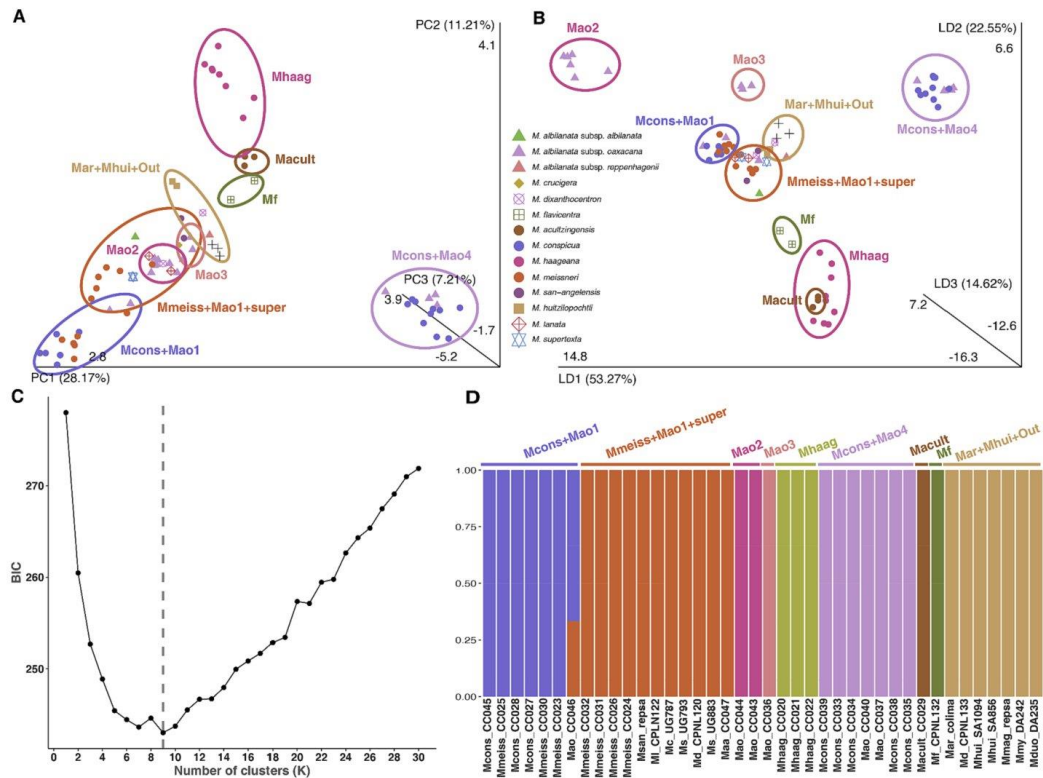 A
PC2 (11.21%)
4.1
Mhaag
Macult
Mar+Mhui+Out
Mf
Mao2
Mao3
Mcons+Mao4
PC3 (7.21%)
3.9
Mmeiss+Mao1+super
-1.7
Mcons+Mao1
2.8
-5.2
PC1 (28.17%)
M. albilanata subsp. albilanata
M. albilanata subsp. oaxacana
M. albilanata subsp. reppenhagenii
M. crucigera
M. dixanthocentron
M. flavicentra
M. acultzingensis
M. conspicua
M. haageana
M. meissneri
M. san-angelensis
M. huitzilopochtli
M. lanata
M. supertexta
B
LD2 (22.55%)
6.6
Mao2
Mao3
Mar+Mhui+Out
Mcons+Mao1
Mcons+Mao4
Mmeiss+Mao1+super
Mf
Mhaag
Macult
LD3 (14.62%)
7.2
-12.6
14.8
-16.3
LD1 (53.27%)
C
BIC
270
260
250
0 2 4 6 8 10 12 14 16 18 20 22 24 26 28 30
Number of clusters (K)
D
Mcons+Mao1
Mmeiss+Mao1+super
Mao2
Mao3
Mhaag
Mcons+Mao4
Macult
Mf
Mar+Mhui+Out
1.00
0.75
0.50
0.25
0.00
Mcons_CC045
Mmeiss_CC025
Mcons_CC028
Mcons_CC027
Mmeiss_CC030
Mmeiss_CC023
Mao_CC046
Mmeiss_CC032
Mmeiss_CC031
Mmeiss_CC026
Mmeiss_CC024
Msan_repsa
Ml_CPLN122
Mc_UG787
Ms_UG793
Md_CPNL120
Ms_UG883
Maa_CC047
Mao_CC044
Mao_CC043
Mao_CC036
Mhaag_CC020
Mhaag_CC021
Mhaag_CC022
Mcons_CC039
Mcons_CC033
Mcons_CC034
Mao_CC040
Mao_CC037
Mcons_CC038
Mcons_CC035
Macult_CC029
Mf_CPNL132
Mar_colima
Md_CPNL133
Mhui_SA1094
Mhui_SA856
Mmag_repsa
Mmy_DA242
Mduo_DA235